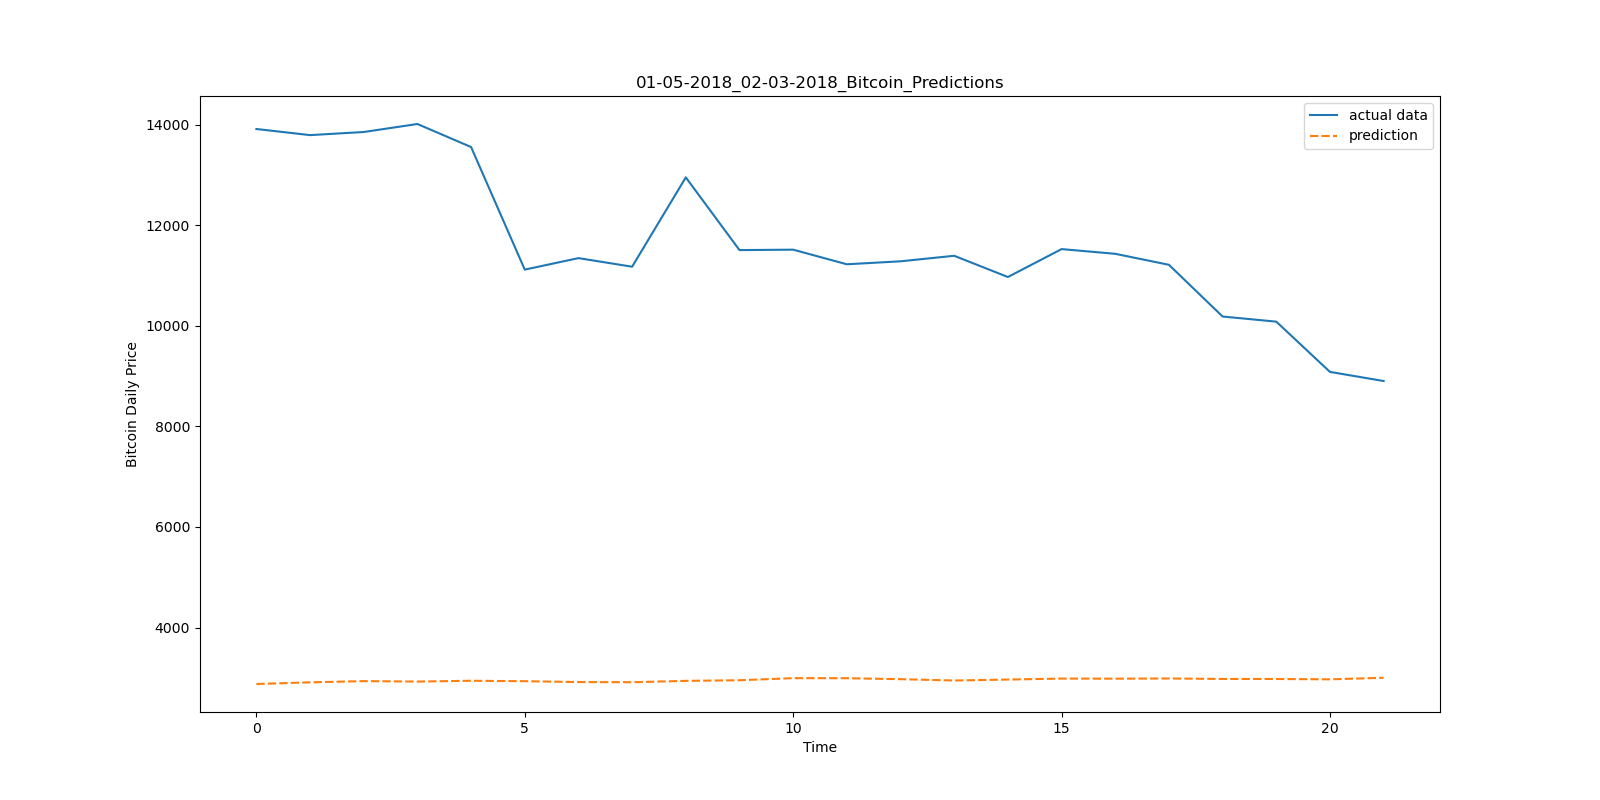 01-05-2018_02-03-2018_Bitcoin_Predictions
actual data
prediction
14000
12000
10000
8000
6000
4000
Bitcoin Daily Price
0
5
10
15
20
Time